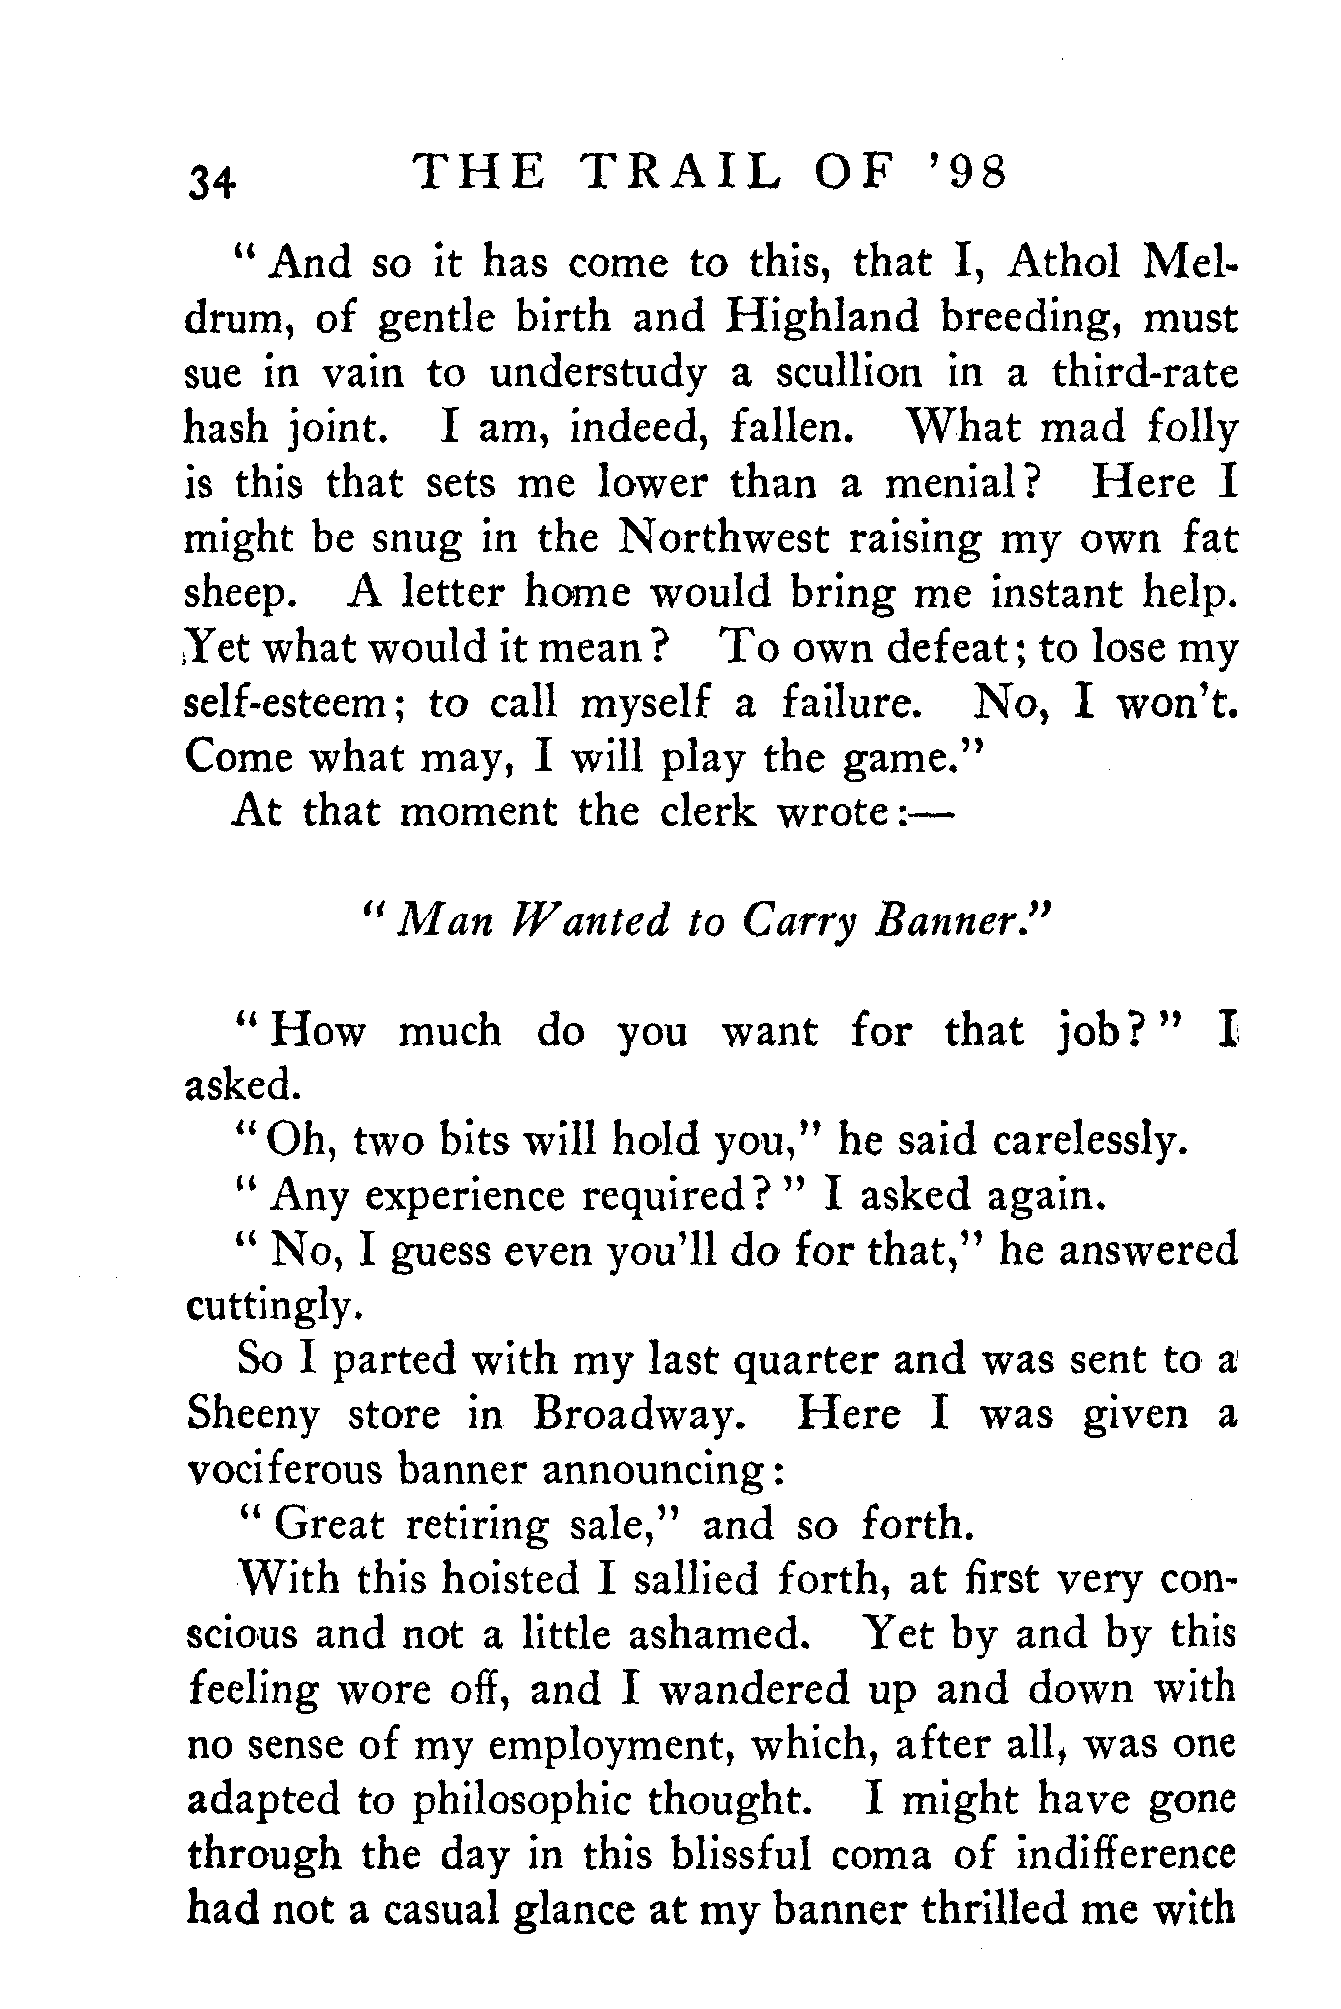 34 THE TRAIL OF '98
“ And so it has come to this, that I, Athol Mel-
drum, of gentle birth and Highland breeding, must
sue in vain to understudy a scullion in a third-rate
hash joint. I am, indeed, fallen. What mad folly
is this that sets me lower than a menial? Here I
might be snug in the Northwest raising my own fat
sheep. A letter home would bring me instant help.
Yet what would it mean? To own defeat; to lose my
self-esteem; to call myself a failure. No, I won't.
Come what may, I will play the game.”
At that moment the clerk wrote:—
“ Man Wanted to Carry Banner.”
“ How much do you want for that job? ” I
asked.
“ Oh, two bits will hold you,” he said carelessly.
“ Any experience required? ” I asked again.
“ No, I guess even you'll do for that,” he answered
cuttingly.
So I parted with my last quarter and was sent to a
Sheeny store in Broadway. Here I was given a
vociferous banner announcing:
“ Great retiring sale,” and so forth.
With this hoisted I sallied forth, at first very con-
scious and not a little ashamed. Yet by and by this
feeling wore off, and I wandered up and down with
no sense of my employment, which, after all, was one
adapted to philosophic thought. I might have gone
through the day in this blissful coma of indifference
had not a casual glance at my banner thrilled me with